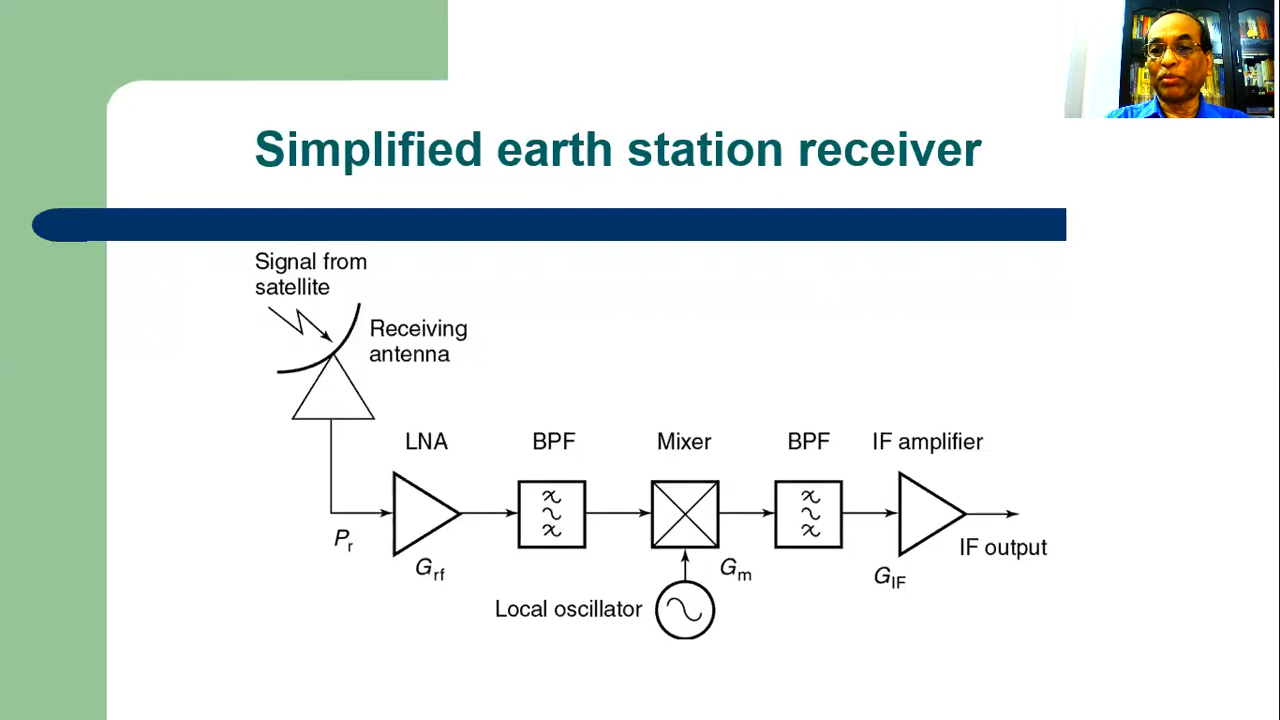 Simplified earth station receiver
Signal from
satellite
Receiving
antenna
LNA
BPF
Mixer
BPF
IF amplifier
Pr
Grf
Gm
GIF
IF output
Local oscillator